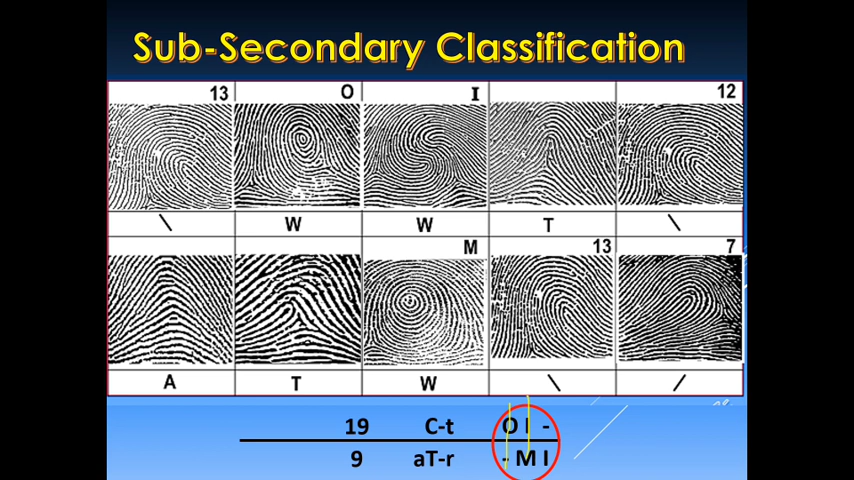 Sub-Secondary Classification
13 O I 12
\ W W T \
M 13 7
A T W \ /
19 C-t O I -
9 aT-r - M I